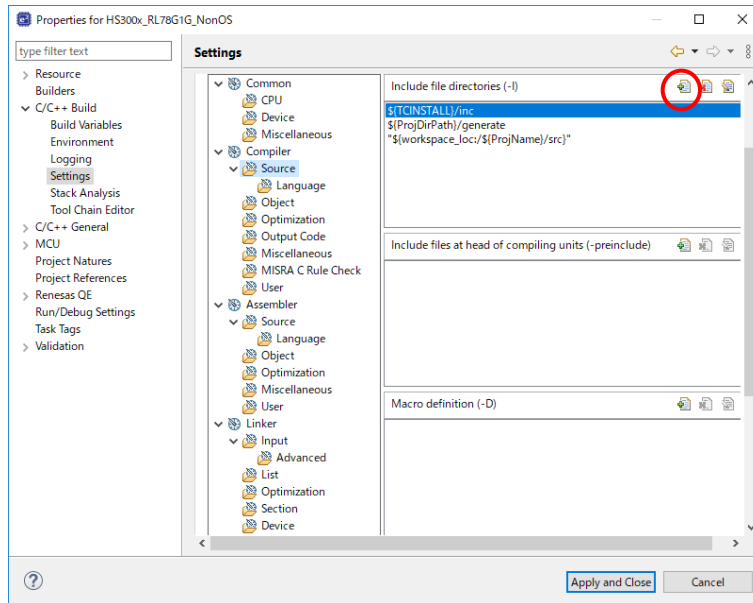 Properties for HS300x_RL78G1G_NonOS
type filter text
Resource
Builders
C/C++ Build
Build Variables
Environment
Logging
Settings
Stack Analysis
Tool Chain Editor
C/C++ General
MCU
Project Natures
Project References
Renesas QE
Run/Debug Settings
Task Tags
Validation
Settings
Common
CPU
Device
Miscellaneous
Compiler
Source
Language
Object
Optimization
Output Code
Miscellaneous
MISRA C Rule Check
User
Assembler
Source
Language
Object
Optimization
Miscellaneous
User
Linker
Input
Advanced
List
Optimization
Section
Device
Include file directories (-I)
${TCINSTALL}/inc
${ProjDirPath}/generate
"${workspace_loc:/${ProjName}/src}"
Include files at head of compiling units (-preinclude)
Macro definition (-D)
?
Apply and Close
Cancel